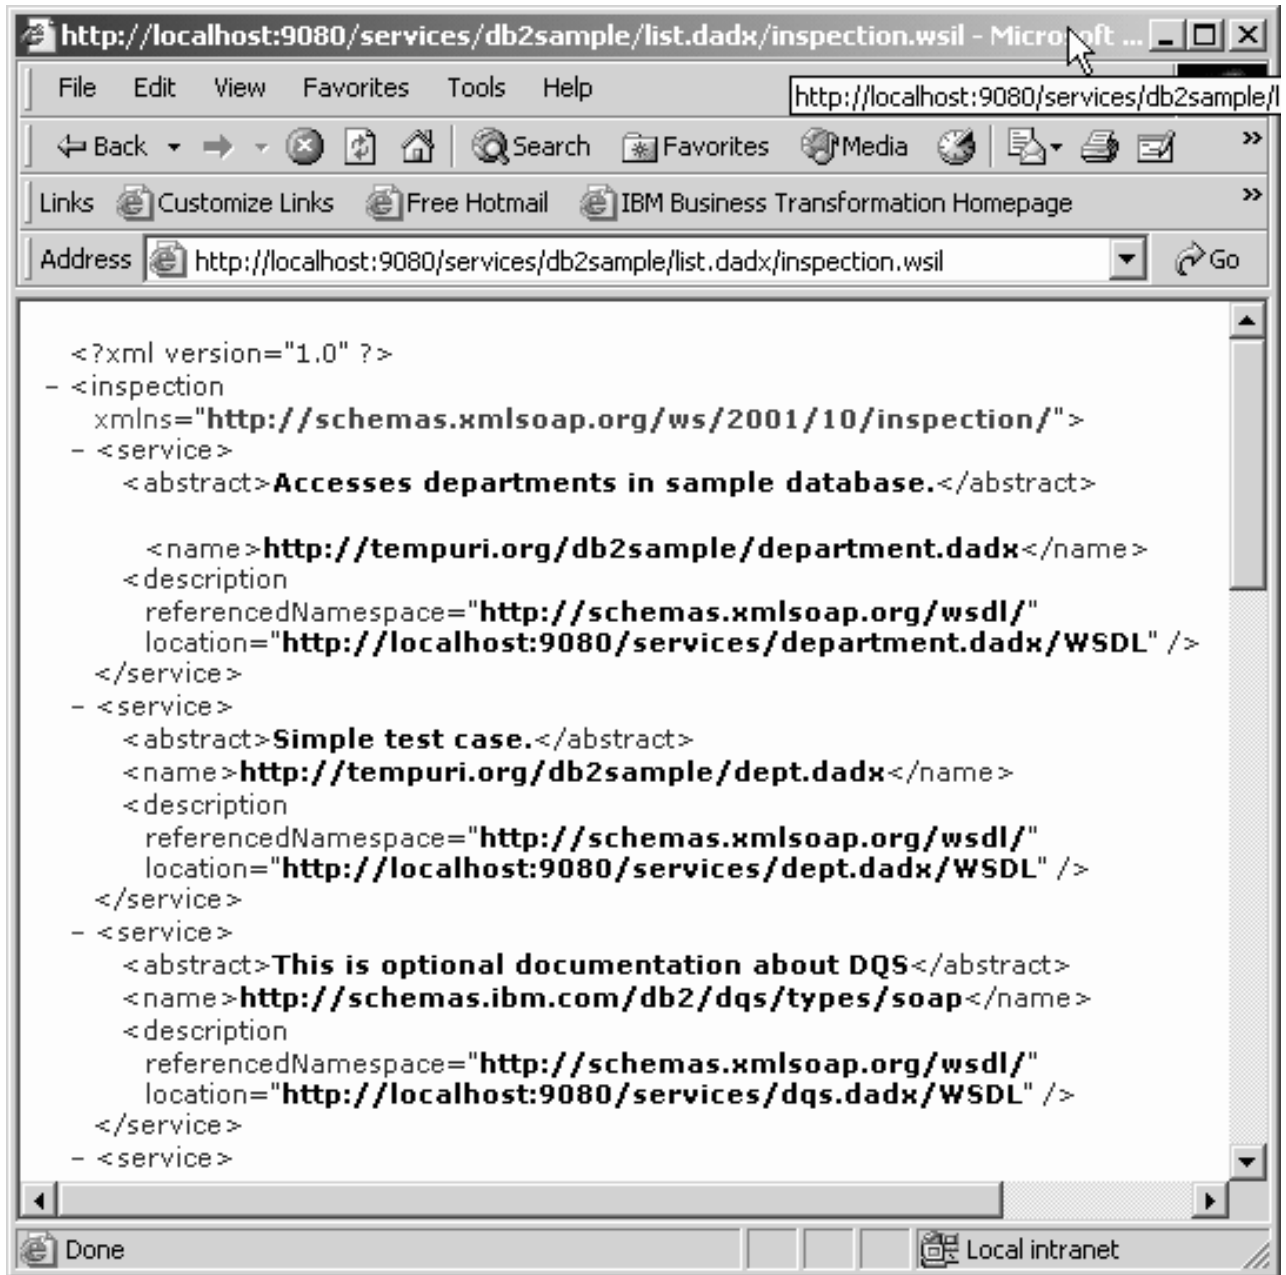 http://localhost:9080/services/db2sample/list.dadx/inspection.wsil - Microsoft ...
File Edit View Favorites Tools Help
http://localhost:9080/services/db2sample/l
Back Search Favorites Media »
Links Customize Links Free Hotmail IBM Business Transformation Homepage »
Address http://localhost:9080/services/db2sample/list.dadx/inspection.wsil Go
<?xml version="1.0" ?>
- <inspection
xmlns="http://schemas.xmlsoap.org/ws/2001/10/inspection/">
- <service>
<abstract>Accesses departments in sample database.</abstract>
<name>http://tempuri.org/db2sample/department.dadx</name>
<description
referencedNamespace="http://schemas.xmlsoap.org/wsdl/"
location="http://localhost:9080/services/department.dadx/WSDL" />
</service>
- <service>
<abstract>Simple test case.</abstract>
<name>http://tempuri.org/db2sample/dept.dadx</name>
<description
referencedNamespace="http://schemas.xmlsoap.org/wsdl/"
location="http://localhost:9080/services/dept.dadx/WSDL" />
</service>
- <service>
<abstract>This is optional documentation about DQS</abstract>
<name>http://schemas.ibm.com/db2/dqs/types/soap</name>
<description
referencedNamespace="http://schemas.xmlsoap.org/wsdl/"
location="http://localhost:9080/services/dqs.dadx/WSDL" />
</service>
- <service>
Done Local intranet